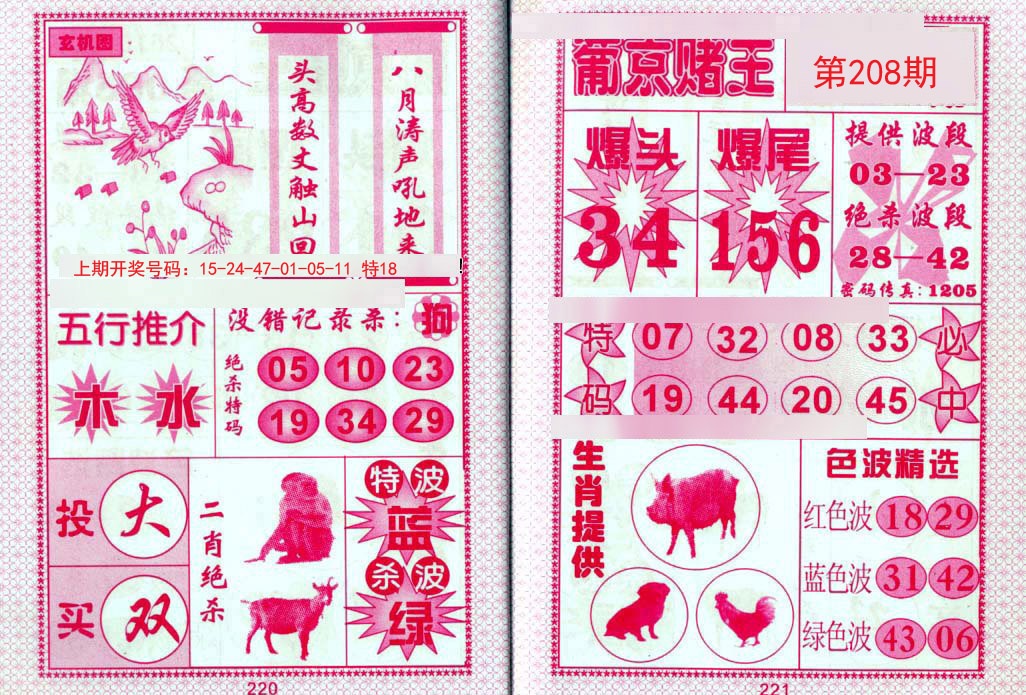 玄机图
八月涛声吼地来
头高数丈触山回
上期开奖号码：15-24-47-01-05-11 特18
五行推介
木 水
没错记录杀：狗
绝杀特码
05 10 23
19 34 29
投 大
买 双
二肖绝杀
特波
蓝
杀波
绿
220
葡京赌王
第208期
爆头
34
爆尾
156
提供波段
03—23
绝杀波段
28—42
密码传真：1205
特码
07 32 08 33
19 44 20 45
必中
生肖提供
色波精选
红色波 18 29
蓝色波 31 42
绿色波 43 06
221